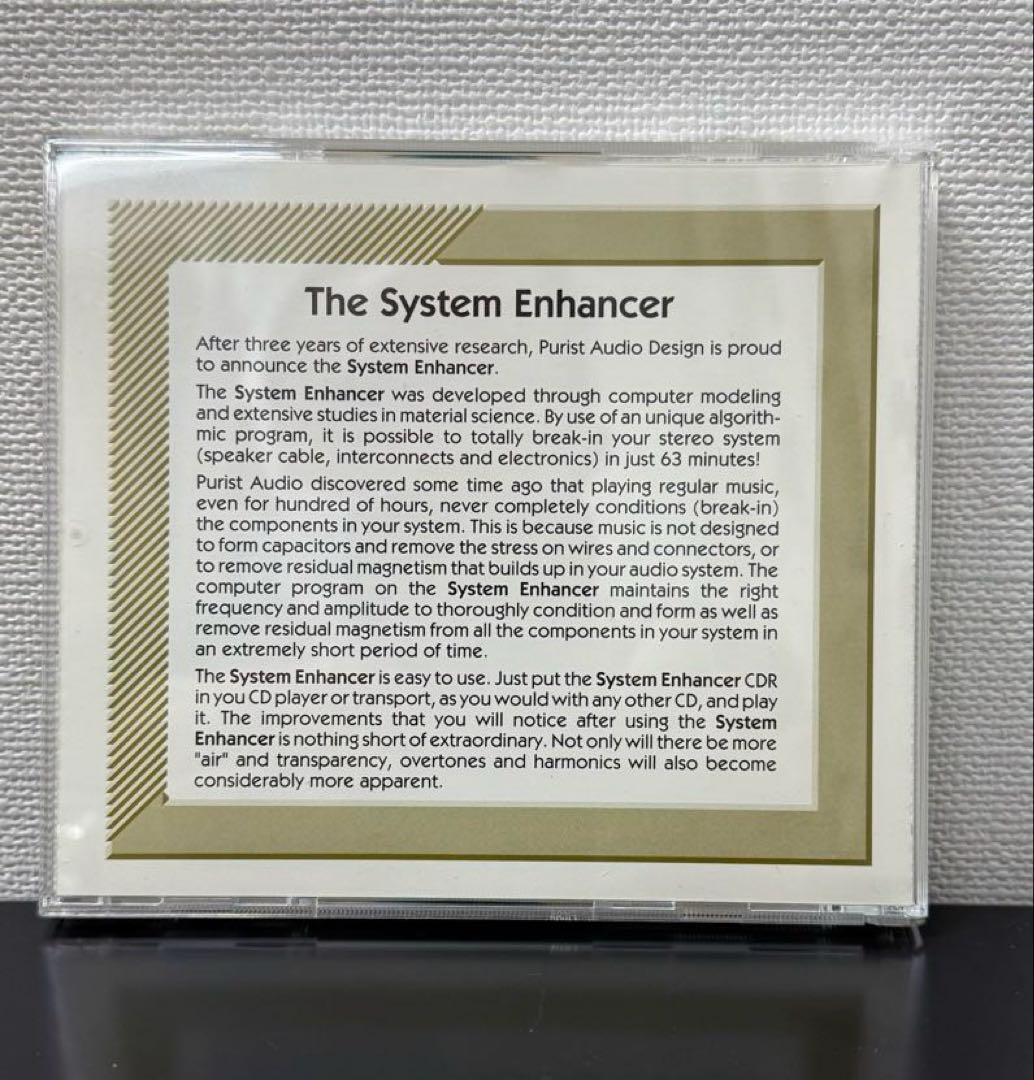 The System Enhancer
After three years of extensive research, Purist Audio Design is proud
to announce the System Enhancer.
The System Enhancer was developed through computer modeling
and extensive studies in material science. By use of an unique algorith-
mic program, it is possible to totally break-in your stereo system
(speaker cable, interconnects and electronics) in just 63 minutes!
Purist Audio discovered some time ago that playing regular music,
even for hundred of hours, never completely conditions (break-in)
the components in your system. This is because music is not designed
to form capacitors and remove the stress on wires and connectors, or
to remove residual magnetism that builds up in your audio system. The
computer program on the System Enhancer maintains the right
frequency and amplitude to thoroughly condition and form as well as
remove residual magnetism from all the components in your system in
an extremely short period of time.
The System Enhancer is easy to use. Just put the System Enhancer CDR
in you CD player or transport, as you would with any other CD, and play
it. The improvements that you will notice after using the System
Enhancer is nothing short of extraordinary. Not only will there be more
"air" and transparency, overtones and harmonics will also become
considerably more apparent.